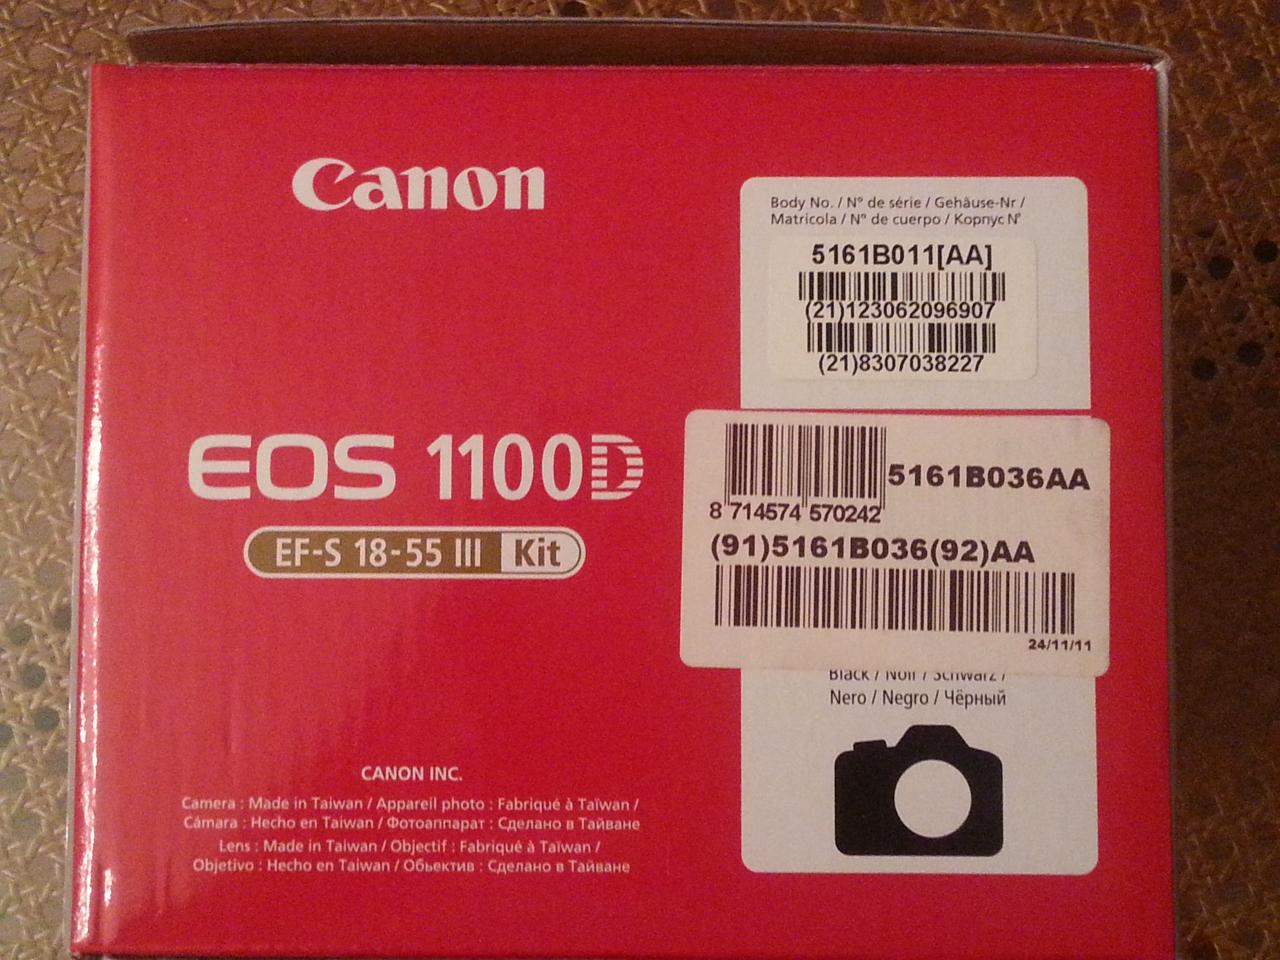 Canon
EOS 1100D
EF-S 18-55 III Kit
CANON INC.
Camera : Made in Taiwan / Appareil photo : Fabriqué à Taïwan /
Cámara : Hecho en Taiwan / Фотоаппарат : Сделано в Тайване
Lens : Made in Taiwan / Objectif : Fabriqué à Taïwan /
Objetivo : Hecho en Taiwan / Объектив : Сделано в Тайване
Body No. / N° de série / Gehäuse-Nr /
Matricola / N° de cuerpo / Корпус №
5161B011[AA]
(21)123062096907
(21)8307038227
5161B036AA
8 714574 570242
(91)5161B036(92)AA
24/11/11
Black / Noir / Schwarz /
Nero / Negro / Чёрный